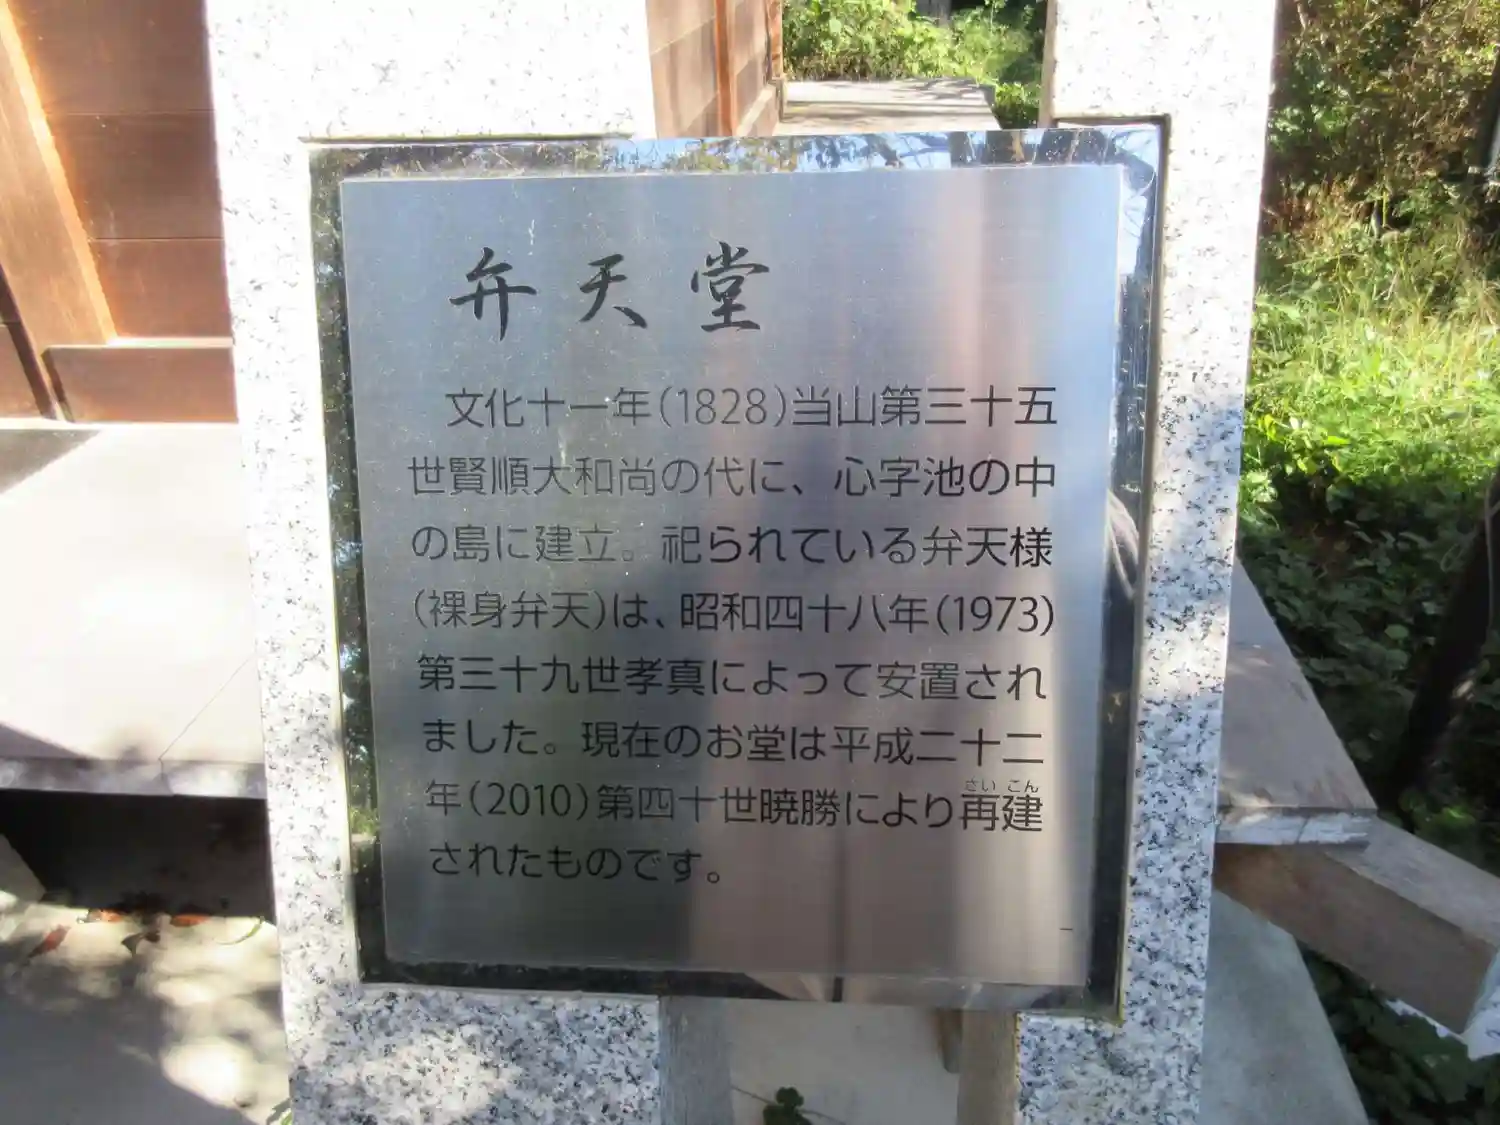 弁天堂
文化十一年(1828)当山第三十五
世賢順大和尚の代に、心字池の中
の島に建立。祀られている弁天様
(裸身弁天)は、昭和四十八年(1973)
第三十九世孝真によって安置され
ました。現在のお堂は平成二十二
さいこん
年(2010)第四十世暁勝により再建
されたものです。